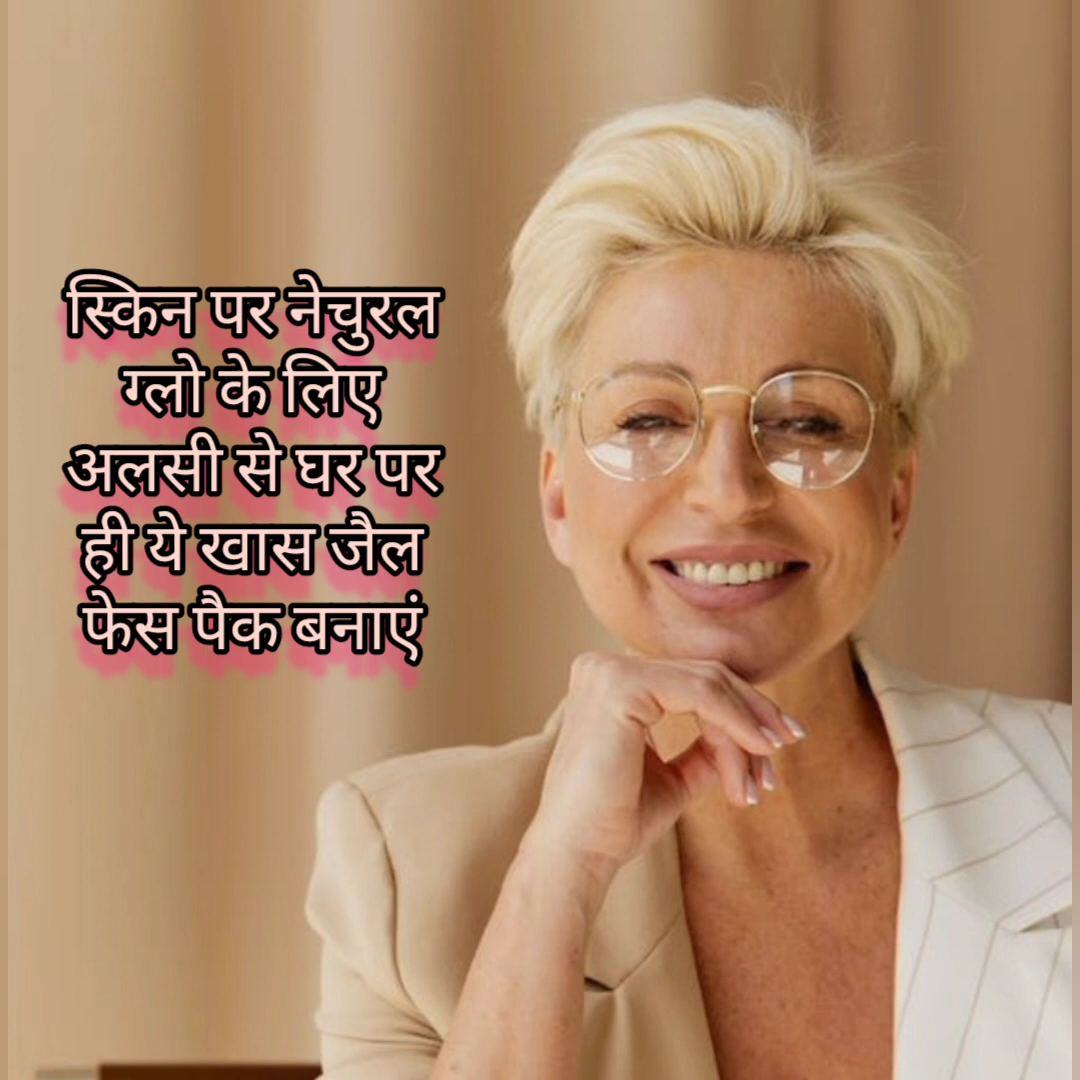 स्किन पर नेचुरल
ग्लो के लिए
अलसी से घर पर
ही ये खास जैल
फेस पैक बनाएं